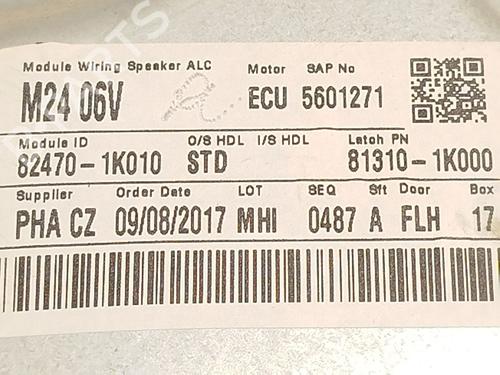 Module Wiring Speaker ALC Motor SAP No
M24 06V ECU 5601271
Module ID O/S HDL I/S HDL Latch PN
82470-1K010 STD 81310-1K000
Supplier Order Date LOT SEQ Sft Door Box
PHA CZ 09/08/2017 MHI 0487 A FLH 17